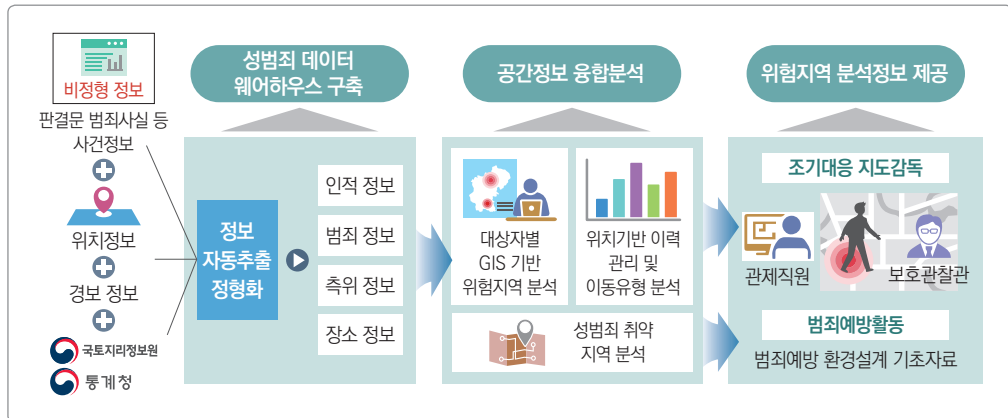 비정형 정보
판결문 범죄사실 등
사건정보
위치정보
경보 정보
국토지리정보원
통계청
성범죄 데이터
웨어하우스 구축
정보
자동추출
정형화
인적 정보
범죄 정보
측위 정보
장소 정보
공간정보 융합분석
대상자별
GIS 기반
위험지역 분석
위치기반 이력
관리 및
이동유형 분석
성범죄 취약
지역 분석
위험지역 분석정보 제공
조기대응 지도감독
관제직원
보호관찰관
범죄예방활동
범죄예방 환경설계 기초자료